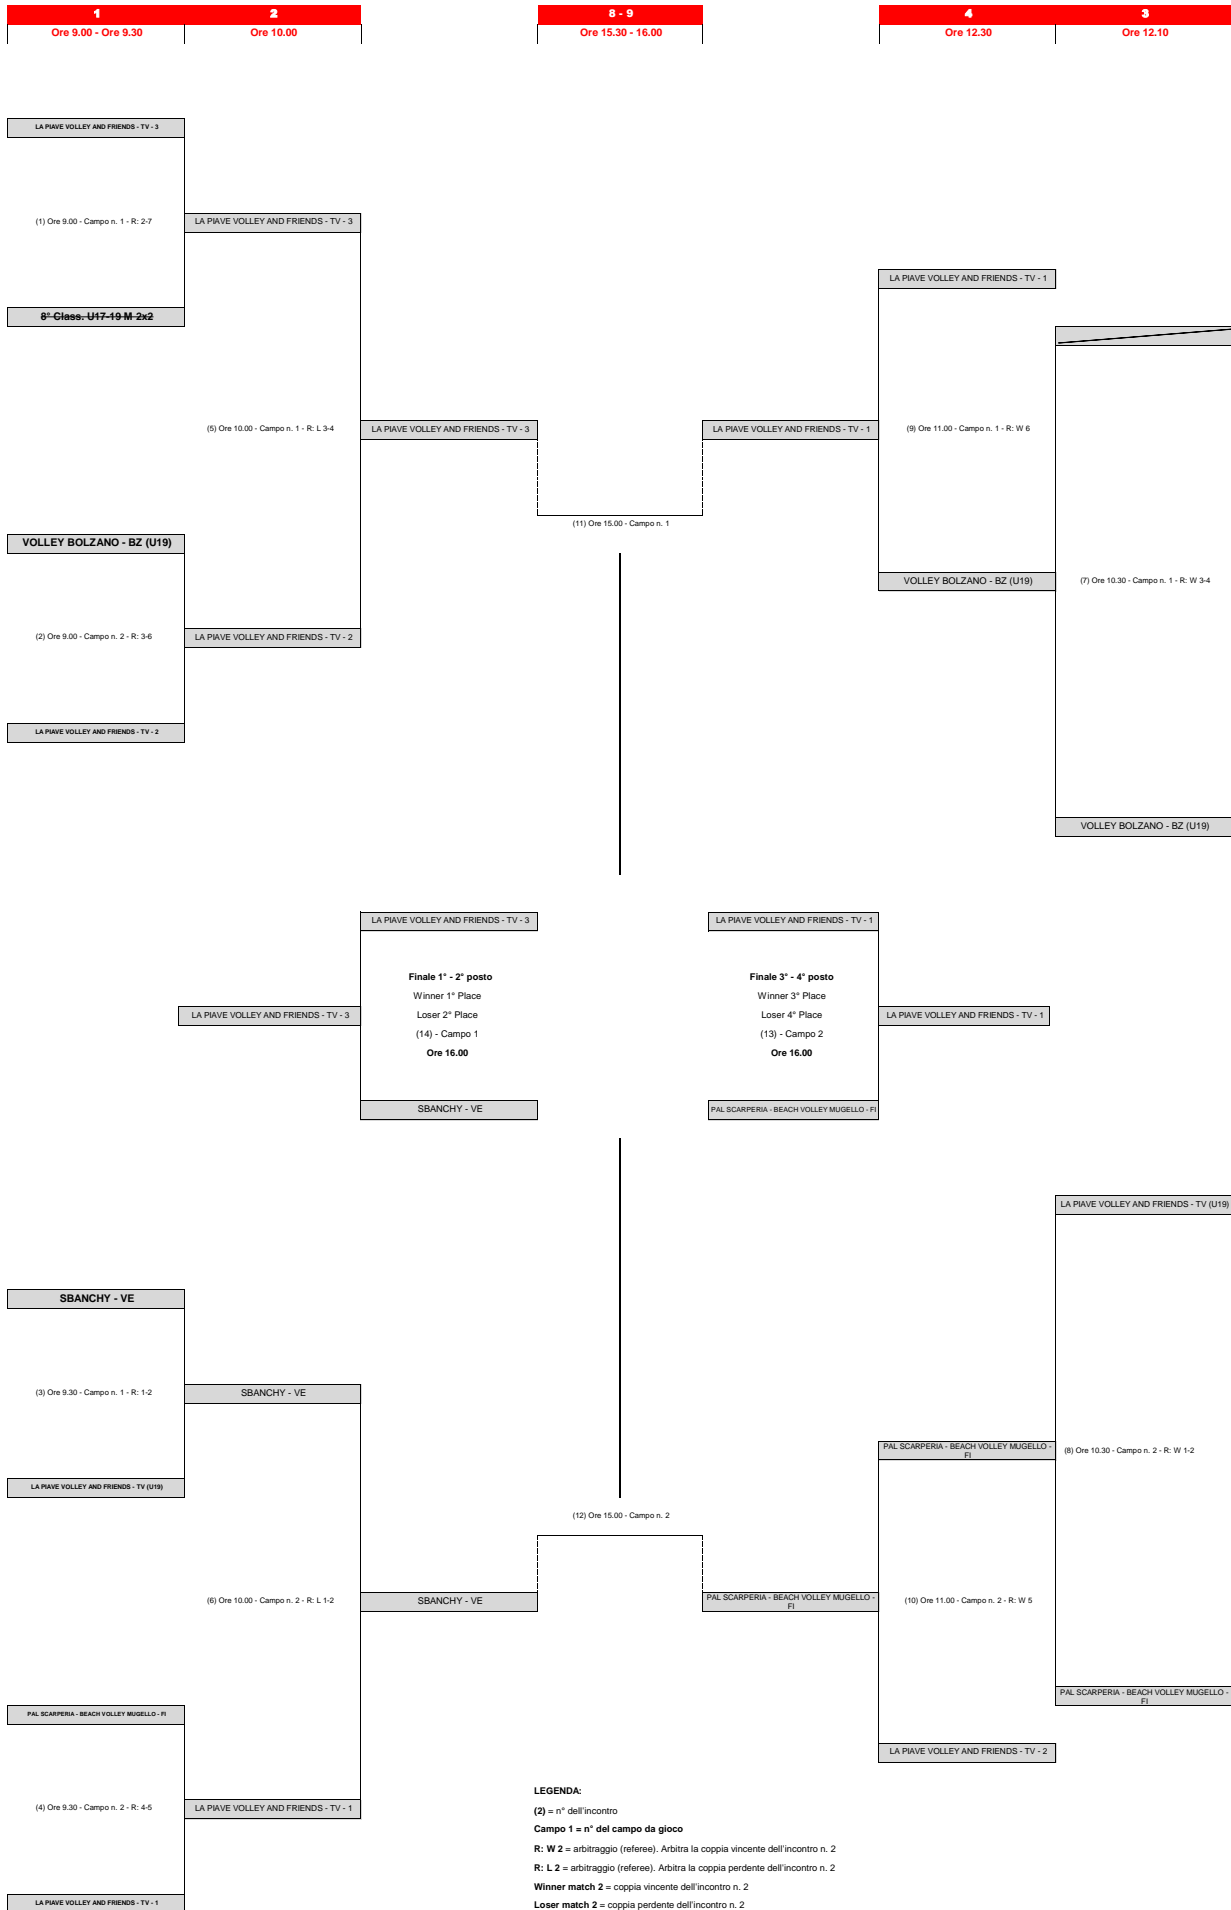 1
2
8 - 9
4
3
Ore 9.00 - Ore 9.30
Ore 10.00
Ore 15.30 - 16.00
Ore 12.30
Ore 12.10
LA PIAVE VOLLEY AND FRIENDS - TV - 3
(1) Ore 9.00 - Campo n. 1 - R: 2-7
LA PIAVE VOLLEY AND FRIENDS - TV - 3
LA PIAVE VOLLEY AND FRIENDS - TV - 1
8° Class. U17-19 M 2x2
(5) Ore 10.00 - Campo n. 1 - R: L 3-4
LA PIAVE VOLLEY AND FRIENDS - TV - 3
LA PIAVE VOLLEY AND FRIENDS - TV - 1
(9) Ore 11.00 - Campo n. 1 - R: W 6
(11) Ore 15.00 - Campo n. 1
VOLLEY BOLZANO - BZ (U19)
VOLLEY BOLZANO - BZ (U19)
(7) Ore 10.30 - Campo n. 1 - R: W 3-4
(2) Ore 9.00 - Campo n. 2 - R: 3-6
LA PIAVE VOLLEY AND FRIENDS - TV - 2
LA PIAVE VOLLEY AND FRIENDS - TV - 2
VOLLEY BOLZANO - BZ (U19)
LA PIAVE VOLLEY AND FRIENDS - TV - 3
LA PIAVE VOLLEY AND FRIENDS - TV - 1
Finale 1° - 2° posto
Winner 1° Place
Loser 2° Place
(14) - Campo 1
Ore 16.00
Finale 3° - 4° posto
Winner 3° Place
Loser 4° Place
(13) - Campo 2
Ore 16.00
LA PIAVE VOLLEY AND FRIENDS - TV - 3
LA PIAVE VOLLEY AND FRIENDS - TV - 1
SBANCHY - VE
PAL SCARPERIA - BEACH VOLLEY MUGELLO - FI
LA PIAVE VOLLEY AND FRIENDS - TV (U19)
SBANCHY - VE
(3) Ore 9.30 - Campo n. 1 - R: 1-2
SBANCHY - VE
PAL SCARPERIA - BEACH VOLLEY MUGELLO -
FI
(8) Ore 10.30 - Campo n. 2 - R: W 1-2
LA PIAVE VOLLEY AND FRIENDS - TV (U19)
(12) Ore 15.00 - Campo n. 2
(6) Ore 10.00 - Campo n. 2 - R: L 1-2
SBANCHY - VE
PAL SCARPERIA - BEACH VOLLEY MUGELLO -
FI
(10) Ore 11.00 - Campo n. 2 - R: W 5
PAL SCARPERIA - BEACH VOLLEY MUGELLO -
FI
PAL SCARPERIA - BEACH VOLLEY MUGELLO - FI
LA PIAVE VOLLEY AND FRIENDS - TV - 2
(4) Ore 9.30 - Campo n. 2 - R: 4-5
LA PIAVE VOLLEY AND FRIENDS - TV - 1
LA PIAVE VOLLEY AND FRIENDS - TV - 1
LEGENDA:
(2) = n° dell'incontro
Campo 1 = n° del campo da gioco
R: W 2 = arbitraggio (referee). Arbitra la coppia vincente dell'incontro n. 2
R: L 2 = arbitraggio (referee). Arbitra la coppia perdente dell'incontro n. 2
Winner match 2 = coppia vincente dell'incontro n. 2
Loser match 2 = coppia perdente dell'incontro n. 2